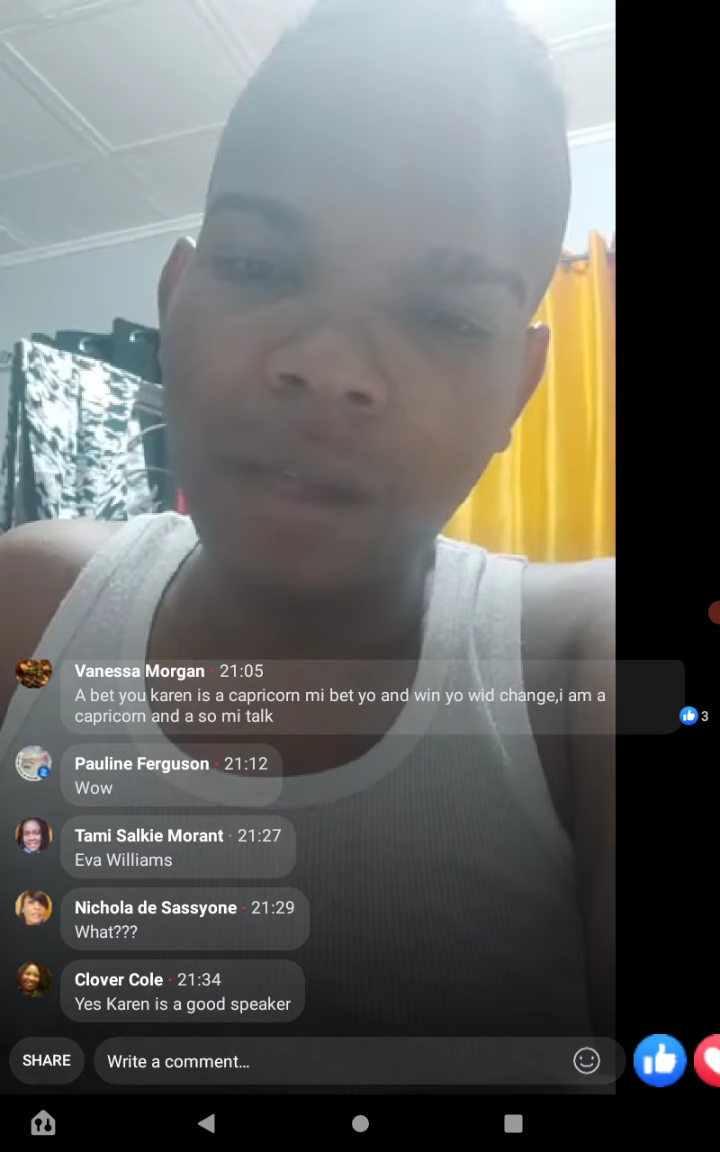 Vanessa Morgan · 21:05
A bet you karen is a capricorn mi bet yo and win yo wid change,i am a
capricorn and a so mi talk
3
Pauline Ferguson · 21:12
Wow
Tami Salkie Morant · 21:27
Eva Williams
Nichola de Sassyone · 21:29
What???
Clover Cole · 21:34
Yes Karen is a good speaker
SHARE
Write a comment...